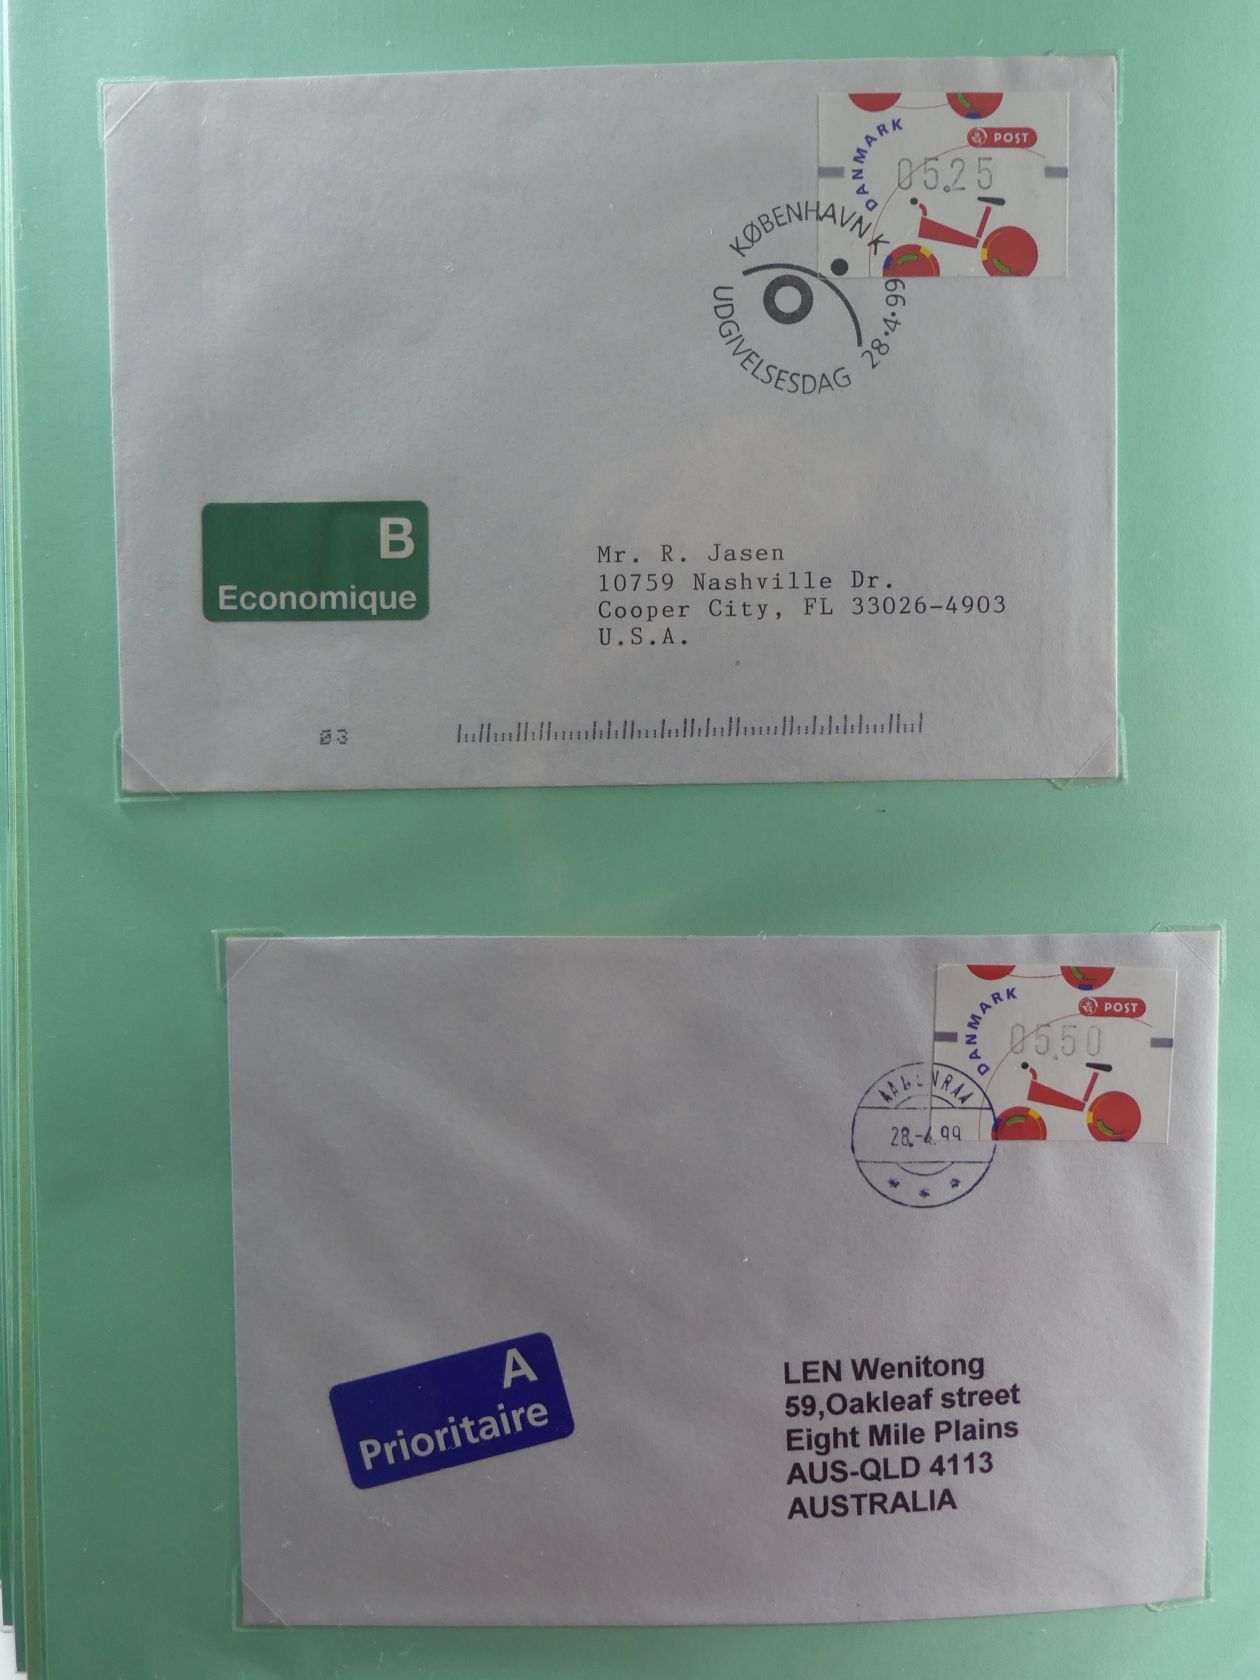 DANMARK
POST
05.25
KØBENHAVN K
28.4.99
UDGIVELSESDAG
B
Economique
Mr. R. Jasen
10759 Nashville Dr.
Cooper City, FL 33026-4903
U.S.A.
03
DANMARK
POST
05.50
AABENRAA
28.-4.99
A
Prioritaire
LEN Wenitong
59,Oakleaf street
Eight Mile Plains
AUS-QLD 4113
AUSTRALIA